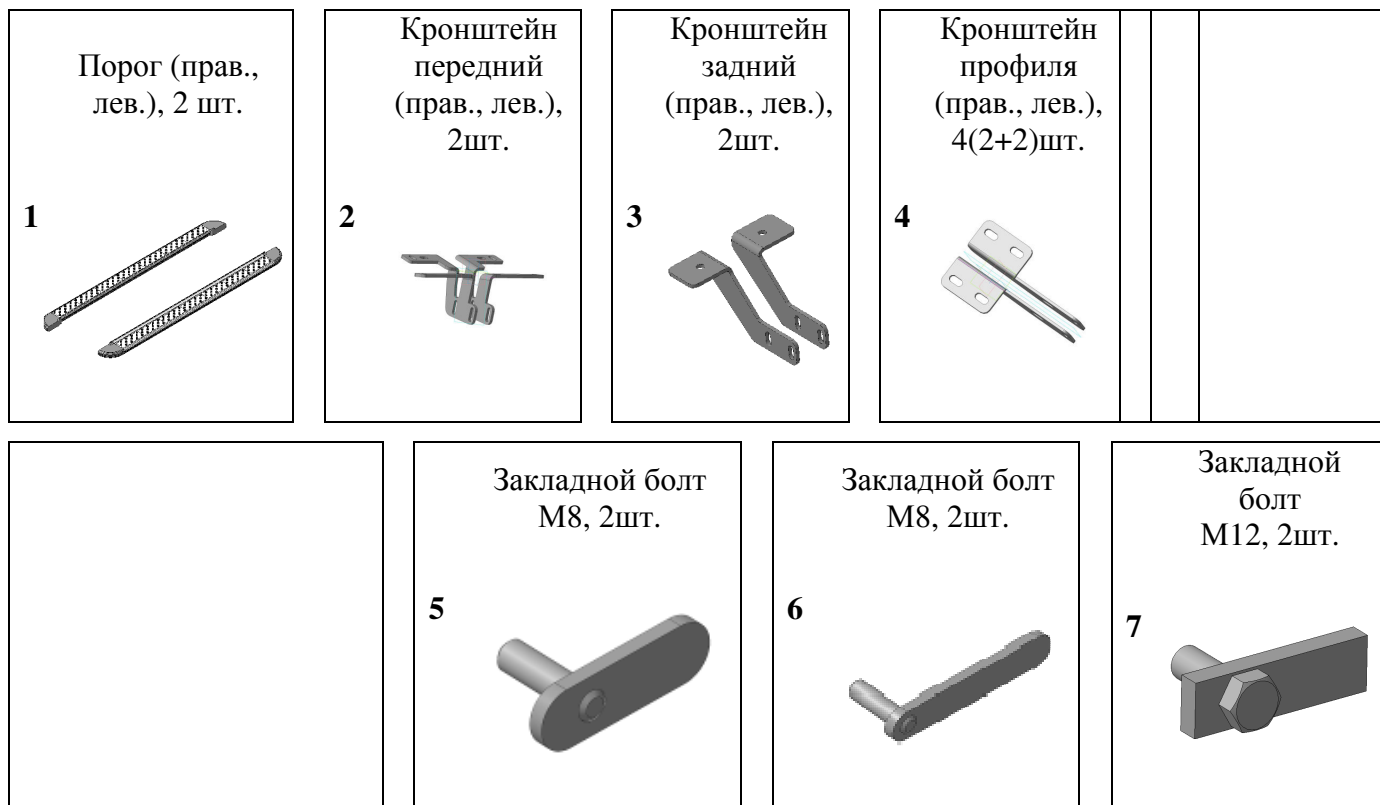 Порог (прав.,
лев.), 2 шт.
1
Кронштейн
передний
(прав., лев.),
2шт.
2
Кронштейн
задний
(прав., лев.),
2шт.
3
Кронштейн
профиля
(прав., лев.),
4(2+2)шт.
4
Закладной болт
М8, 2шт.
5
Закладной болт
М8, 2шт.
6
Закладной
болт
М12, 2шт.
7